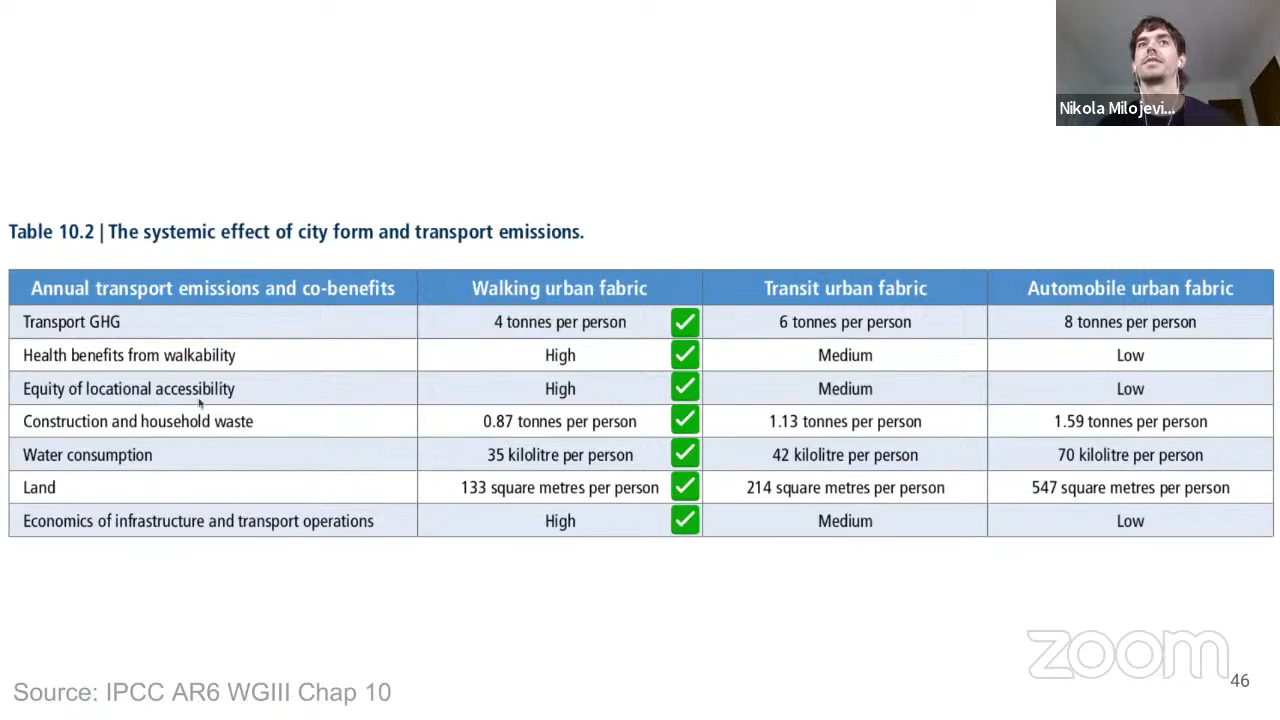 Nikola Milojevi...
Table 10.2 | The systemic effect of city form and transport emissions.
Annual transport emissions and co-benefits Walking urban fabric Transit urban fabric Automobile urban fabric
Transport GHG 4 tonnes per person 6 tonnes per person 8 tonnes per person
Health benefits from walkability High Medium Low
Equity of locational accessibility High Medium Low
Construction and household waste 0.87 tonnes per person 1.13 tonnes per person 1.59 tonnes per person
Water consumption 35 kilolitre per person 42 kilolitre per person 70 kilolitre per person
Land 133 square metres per person 214 square metres per person 547 square metres per person
Economics of infrastructure and transport operations High Medium Low
zoom
46
Source: IPCC AR6 WGIII Chap 10